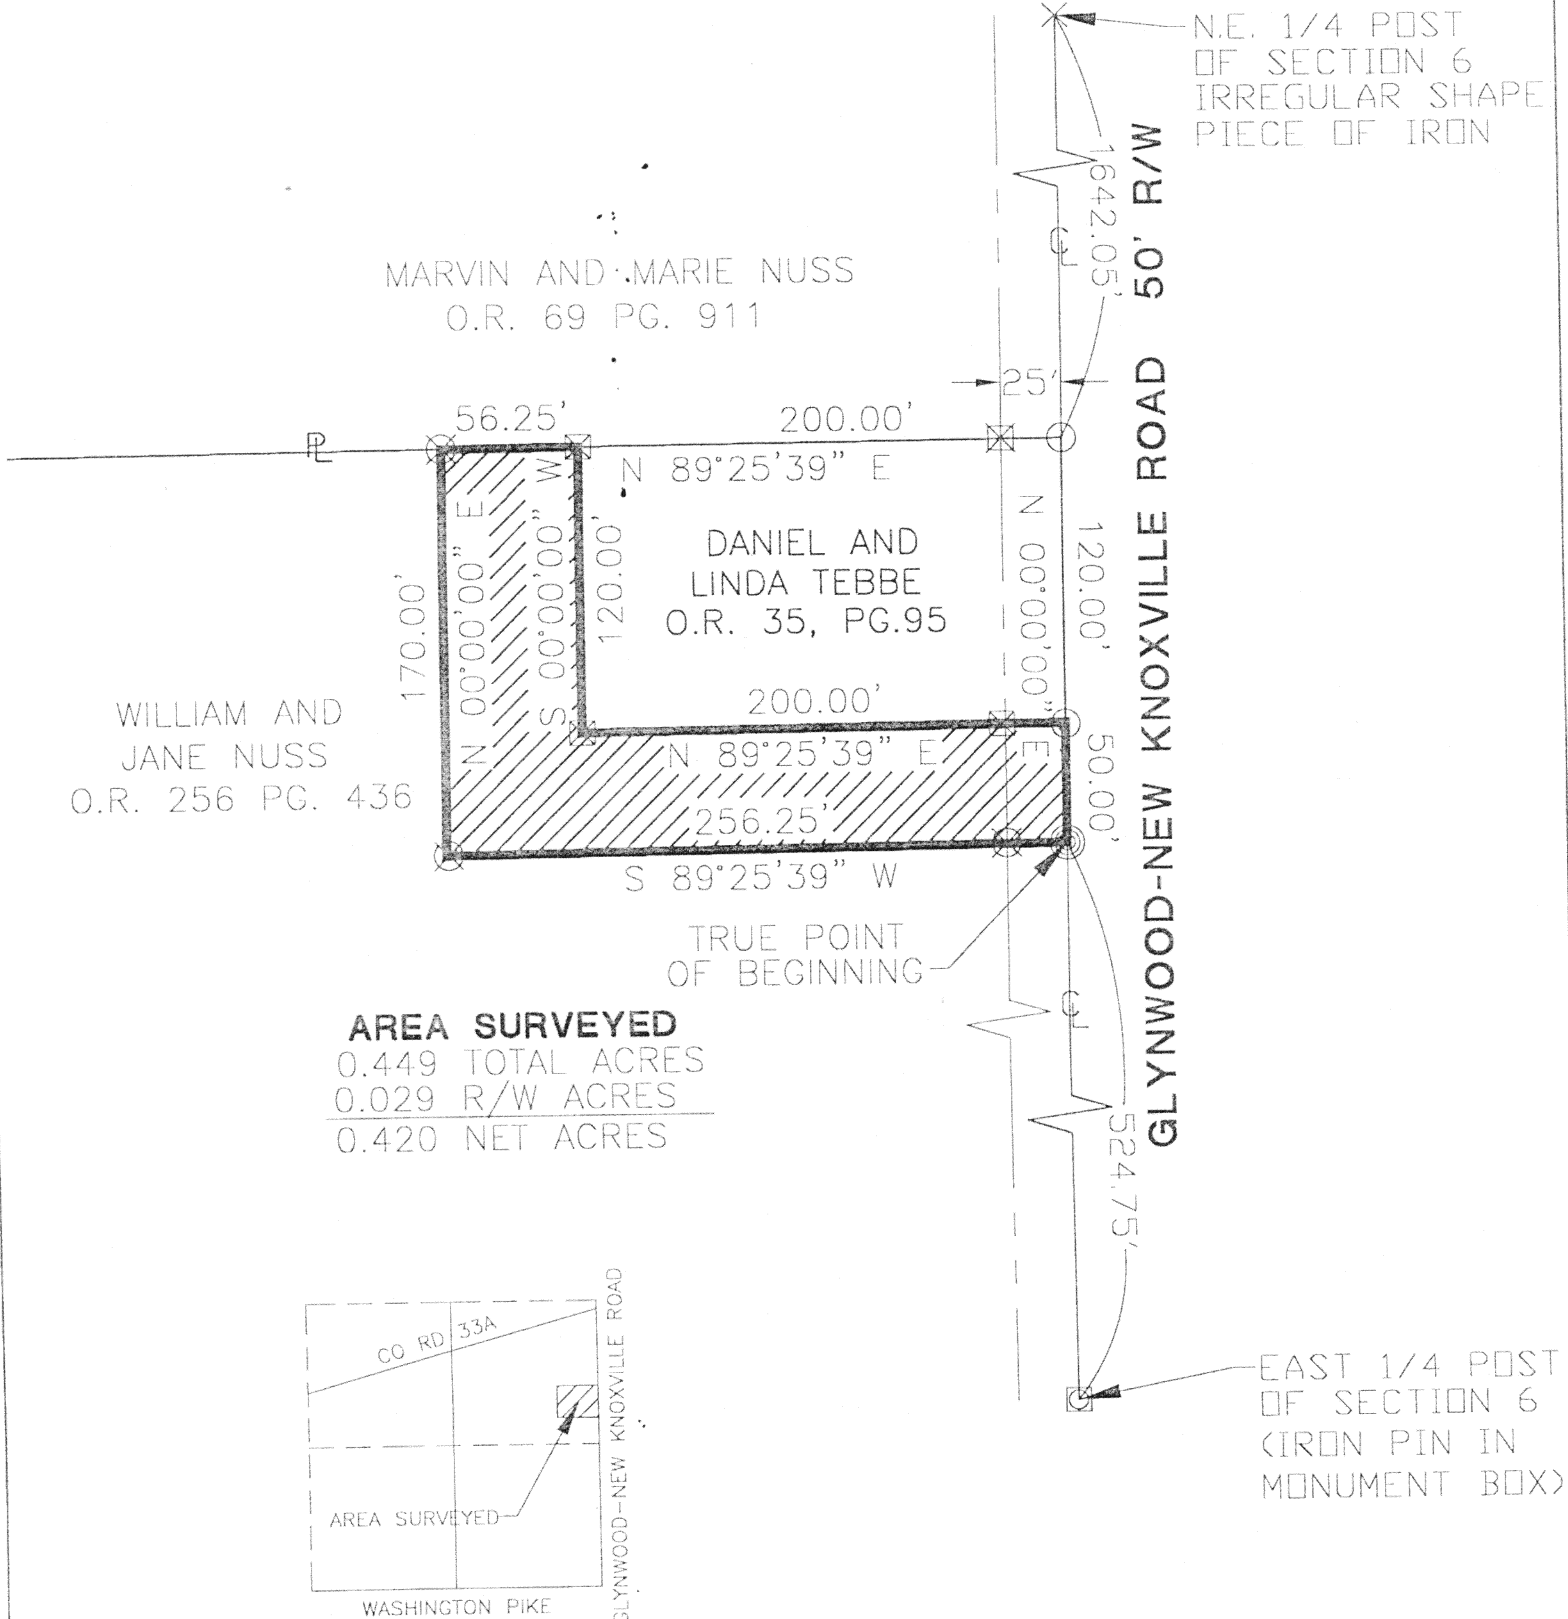 N.E. 1/4 POST
OF SECTION 6
IRREGULAR SHAPE
PIECE OF IRON
1642.05'
GLYNWOOD-NEW KNOXVILLE ROAD 50' R/W
MARVIN AND MARIE NUSS
O.R. 69 PG. 911
25'
56.25'
200.00'
N 89°25'39" E
170.00'
N 00°00'00" E
S 00°00'00" W
120.00'
DANIEL AND
LINDA TEBBE
O.R. 35, PG.95
N 00°00'00" E
120.00'
WILLIAM AND
JANE NUSS
O.R. 256 PG. 436
200.00'
N 89°25'39" E
50.00'
256.25'
S 89°25'39" W
TRUE POINT
OF BEGINNING
AREA SURVEYED
0.449 TOTAL ACRES
0.029 R/W ACRES
0.420 NET ACRES
524.75'
CO RD 33A
GLYNWOOD-NEW KNOXVILLE ROAD
AREA SURVEYED
WASHINGTON PIKE
EAST 1/4 POST
OF SECTION 6
(IRON PIN IN
MONUMENT BOX)